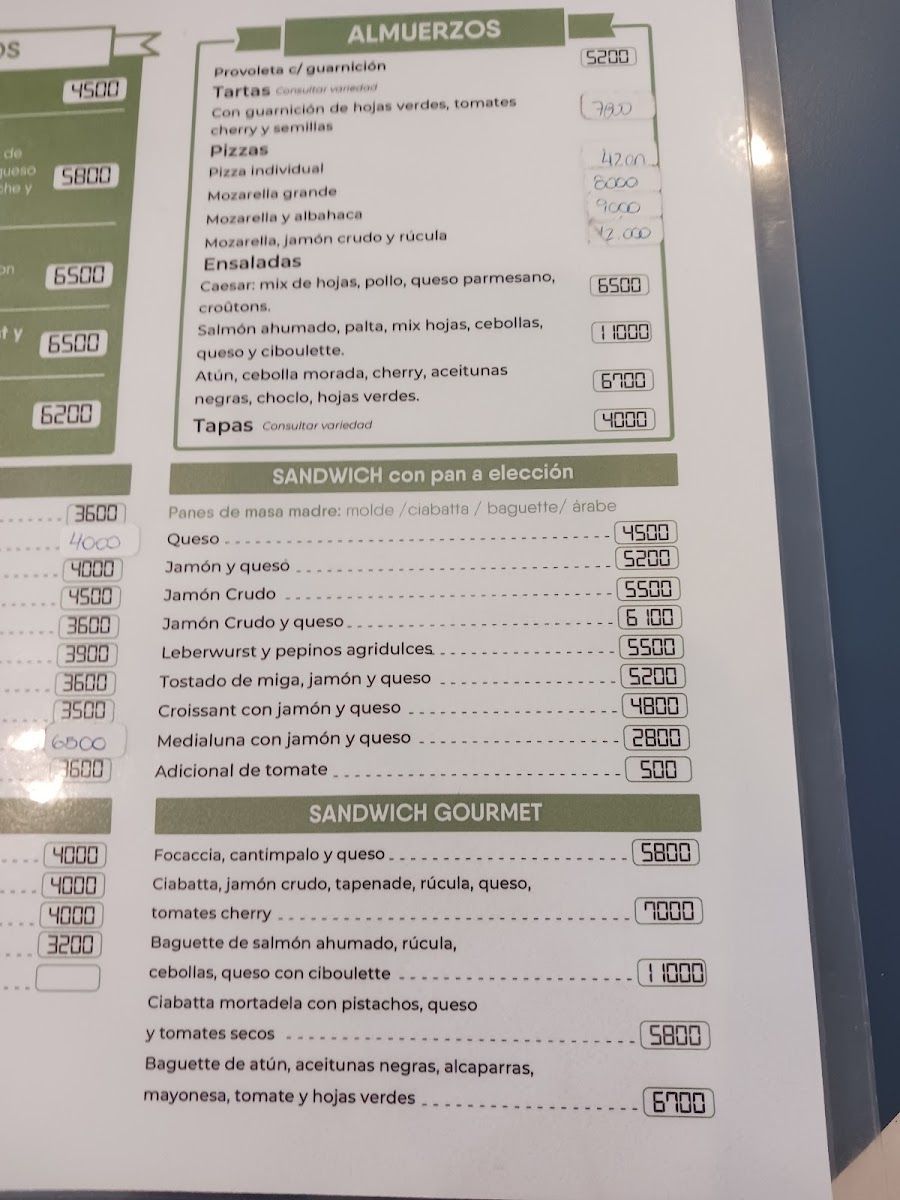 OS
4500
de
queso
che y
5800
on
6500
t y
6500
6200
3600
4000
4000
4500
3600
3900
3600
3500
6500
3600
4000
4000
4000
3200
ALMUERZOS
Provoleta c/ guarnición 5200
Tartas Consultar variedad
Con guarnición de hojas verdes, tomates 7800
cherry y semillas
Pizzas
Pizza individual 4200
Mozarella grande 8000
Mozarella y albahaca 9000
Mozarella, jamón crudo y rúcula 12.000
Ensaladas
Caesar: mix de hojas, pollo, queso parmesano, 6500
croûtons.
Salmón ahumado, palta, mix hojas, cebollas, 11000
queso y ciboulette.
Atún, cebolla morada, cherry, aceitunas 6700
negras, choclo, hojas verdes.
Tapas Consultar variedad 4000
SANDWICH con pan a elección
Panes de masa madre: molde /ciabatta / baguette/ árabe
Queso 4500
Jamón y queso 5200
Jamón Crudo 5500
Jamón Crudo y queso 6100
Leberwurst y pepinos agridulces 5500
Tostado de miga, jamón y queso 5200
Croissant con jamón y queso 4800
Medialuna con jamón y queso 2800
Adicional de tomate 500
SANDWICH GOURMET
Focaccia, cantimpalo y queso 5800
Ciabatta, jamón crudo, tapenade, rúcula, queso,
tomates cherry 7000
Baguette de salmón ahumado, rúcula,
cebollas, queso con ciboulette 11000
Ciabatta mortadela con pistachos, queso
y tomates secos 5800
Baguette de atún, aceitunas negras, alcaparras,
mayonesa, tomate y hojas verdes 6700